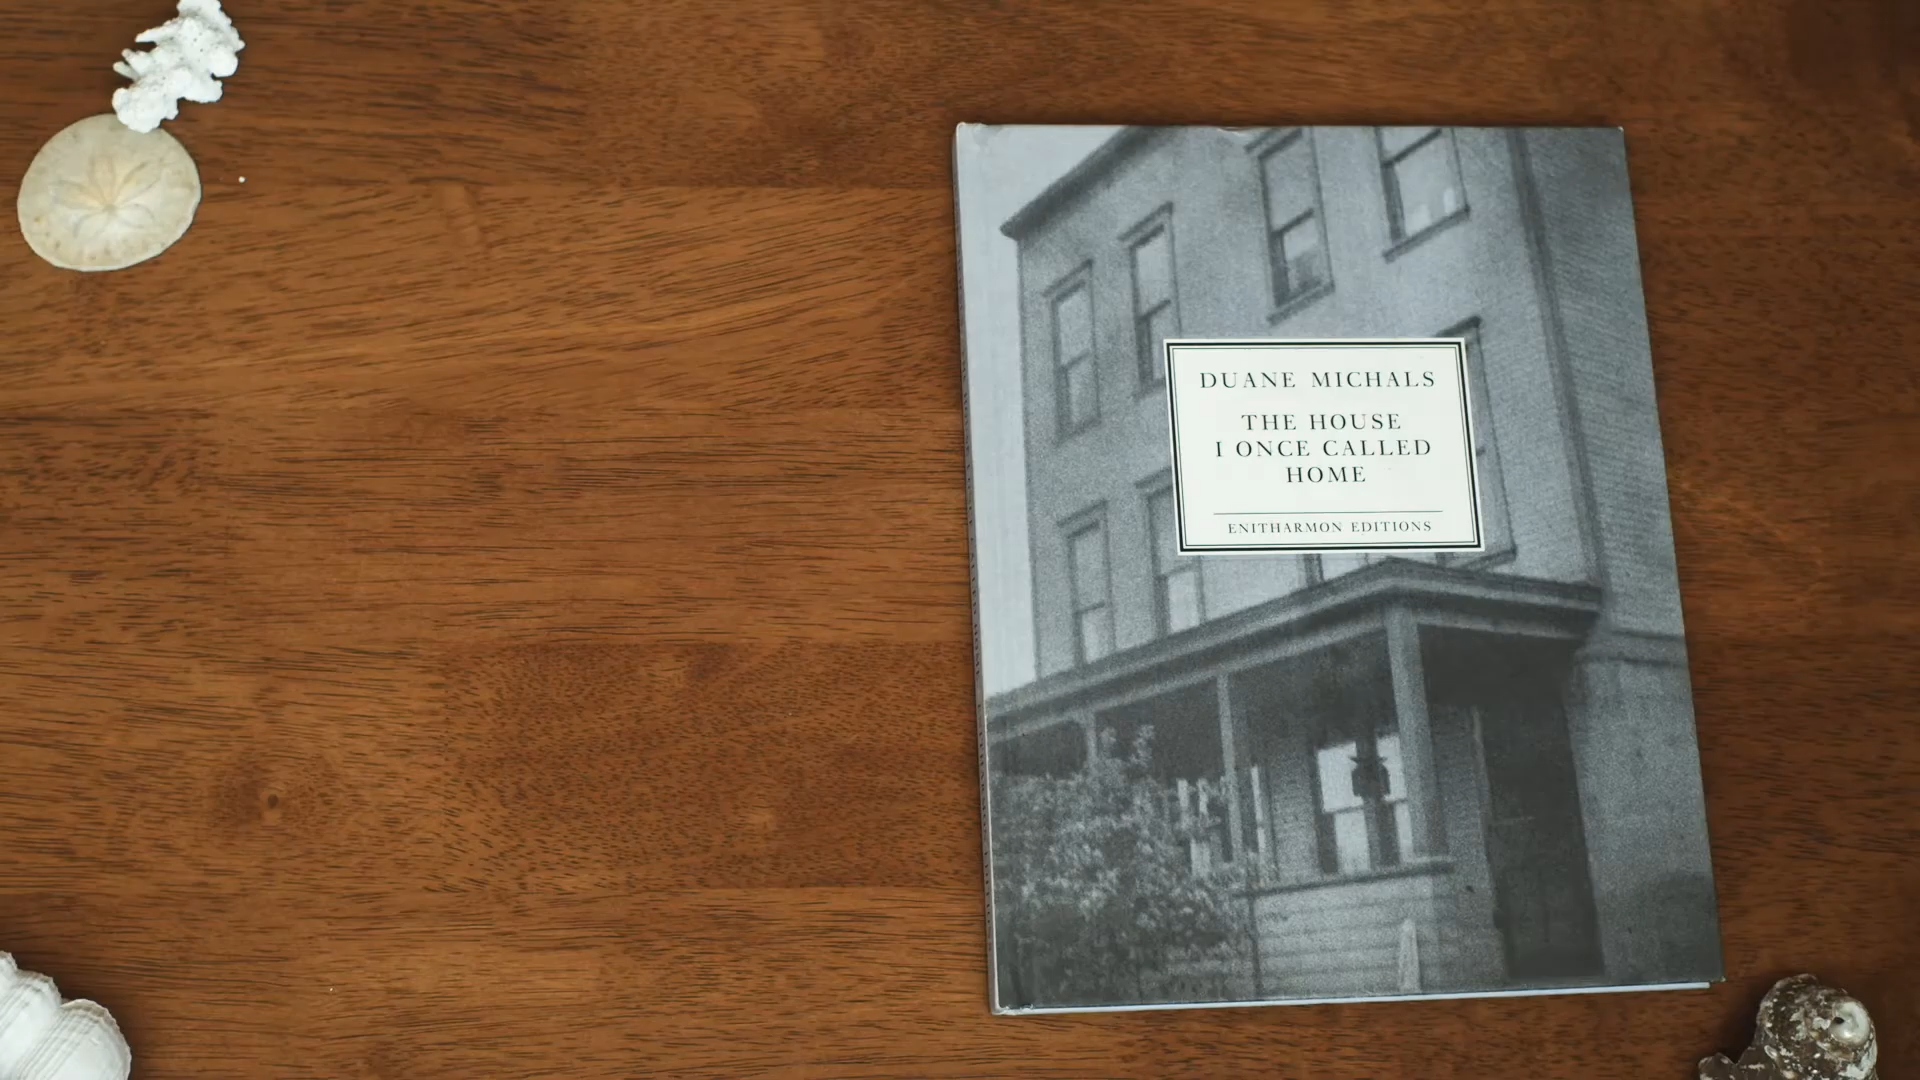 DUANE MICHALS
THE HOUSE
I ONCE CALLED
HOME
ENITHARMON EDITIONS